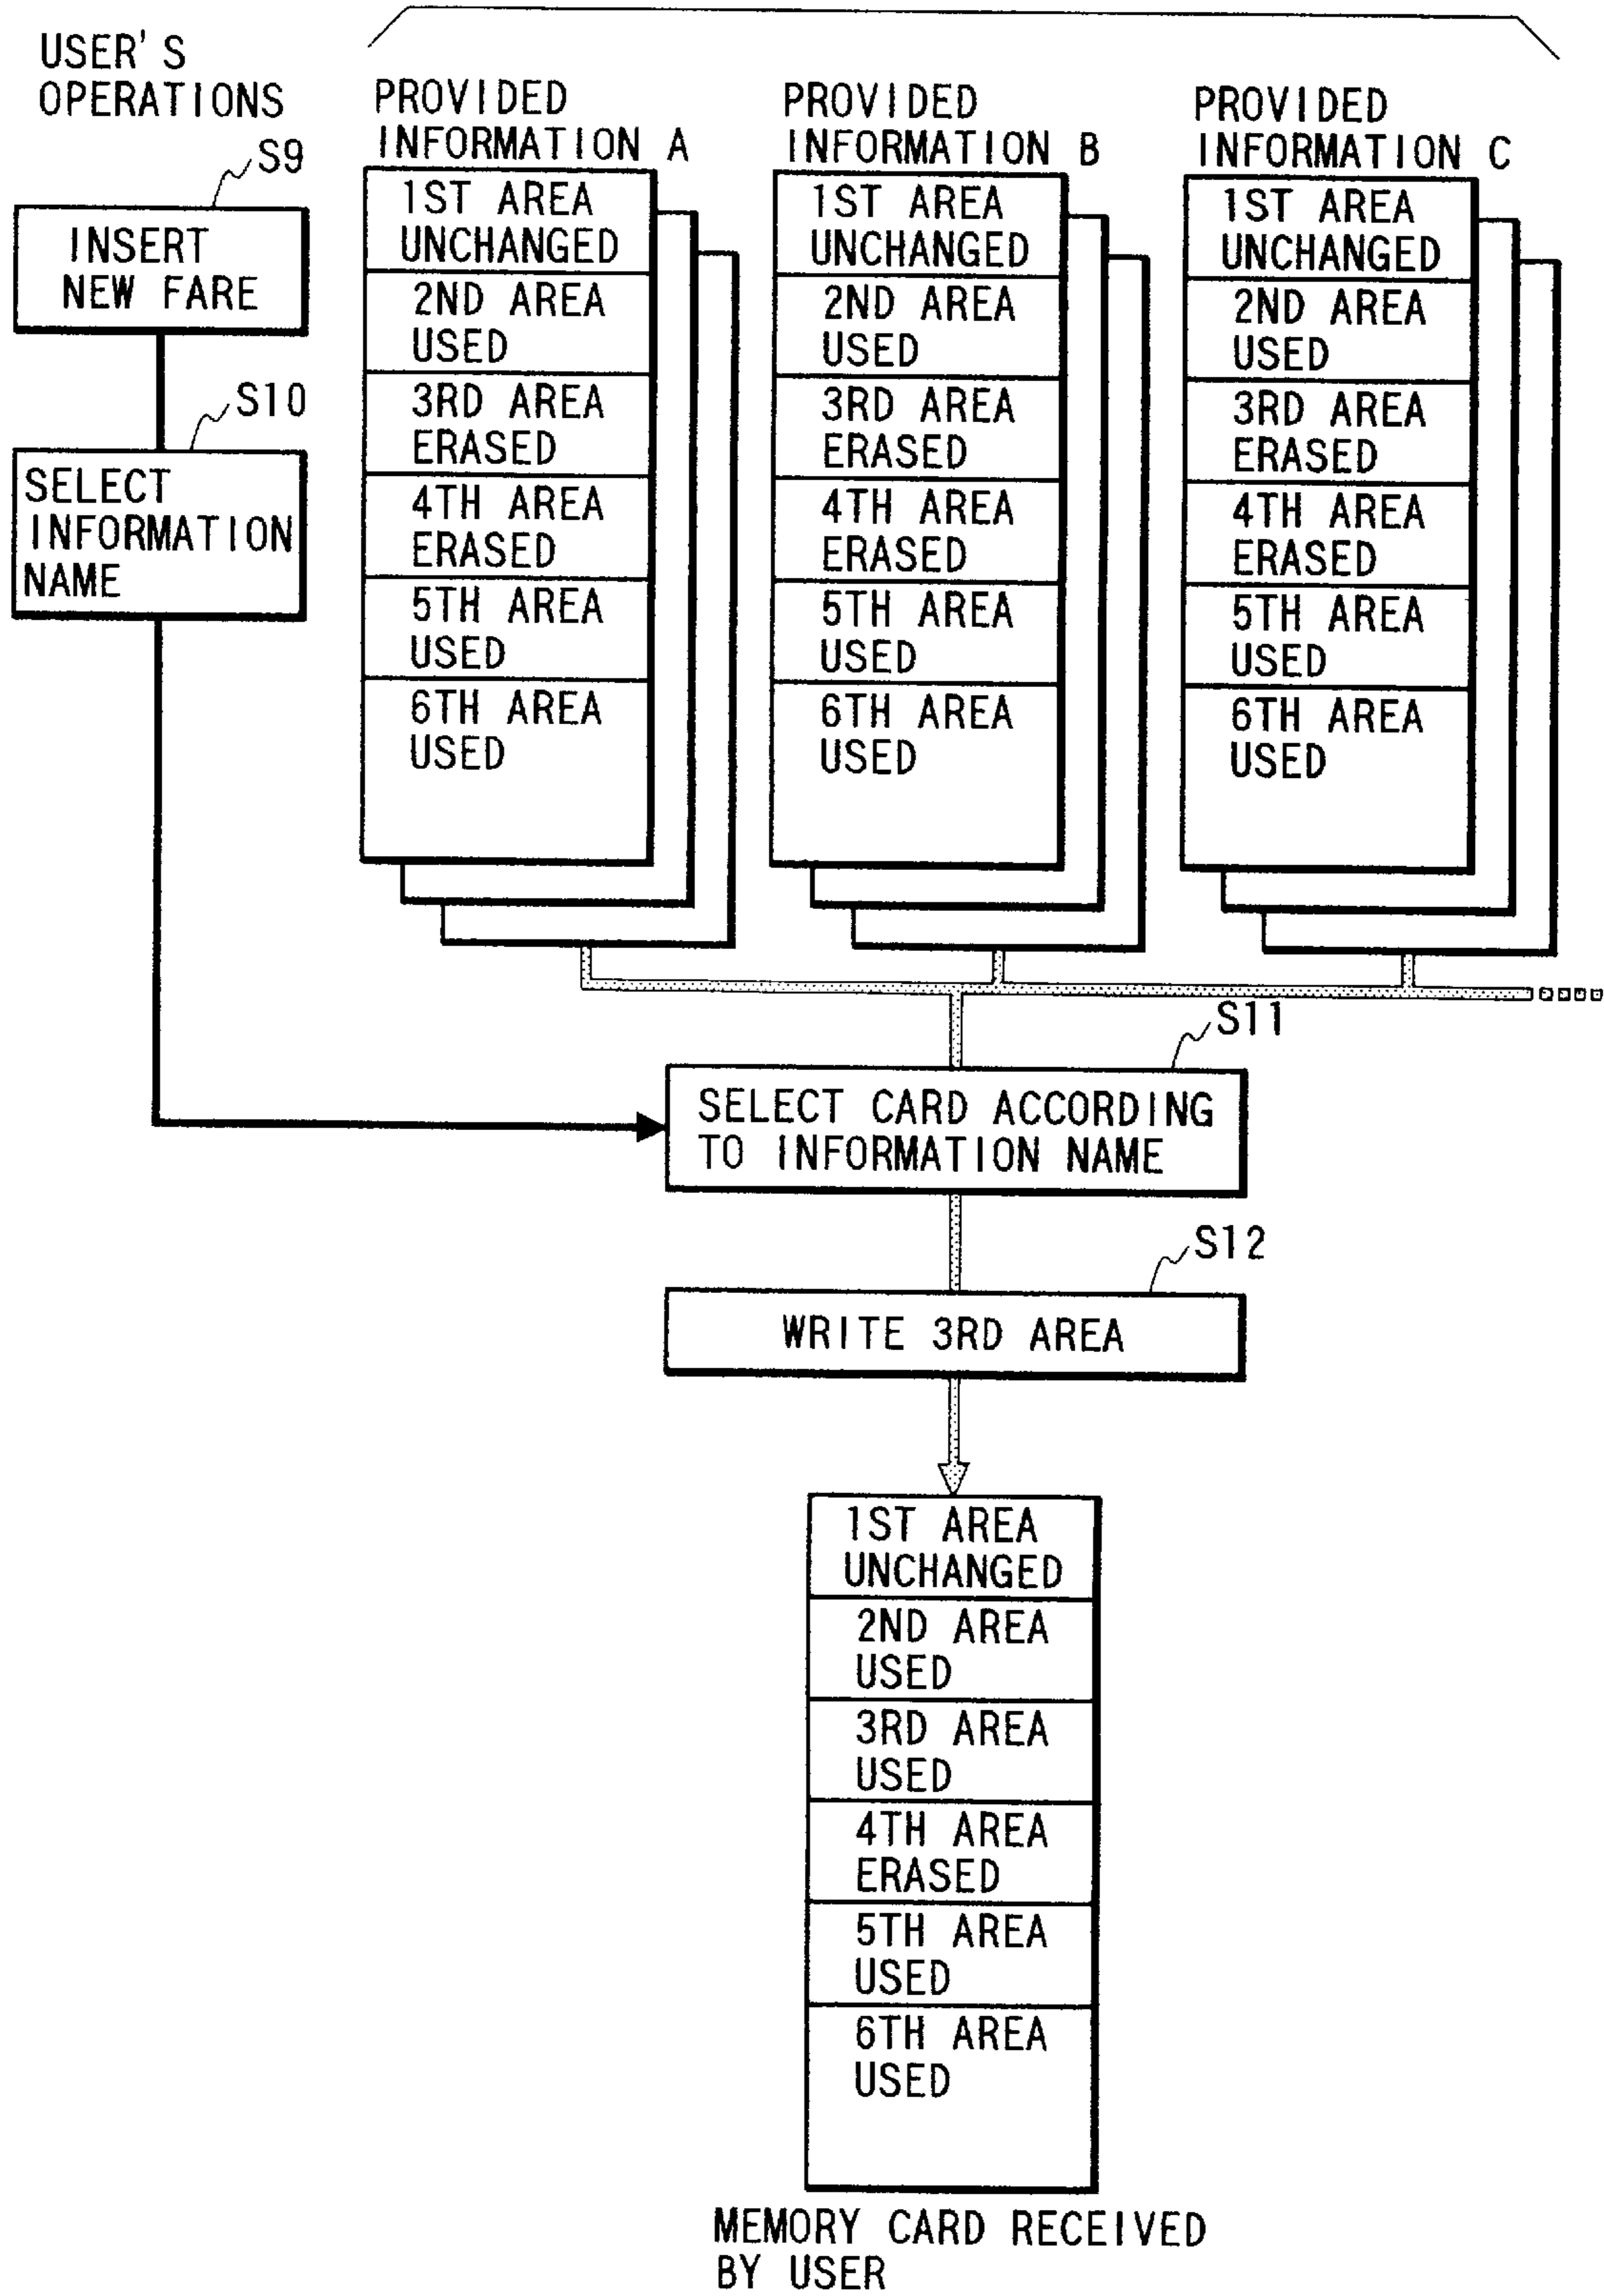 USER'S
OPERATIONS
S9
INSERT
NEW FARE
S10
SELECT
INFORMATION
NAME
PROVIDED
INFORMATION A
1ST AREA
UNCHANGED
2ND AREA
USED
3RD AREA
ERASED
4TH AREA
ERASED
5TH AREA
USED
6TH AREA
USED
PROVIDED
INFORMATION B
1ST AREA
UNCHANGED
2ND AREA
USED
3RD AREA
ERASED
4TH AREA
ERASED
5TH AREA
USED
6TH AREA
USED
PROVIDED
INFORMATION C
1ST AREA
UNCHANGED
2ND AREA
USED
3RD AREA
ERASED
4TH AREA
ERASED
5TH AREA
USED
6TH AREA
USED
S11
SELECT CARD ACCORDING
TO INFORMATION NAME
S12
WRITE 3RD AREA
1ST AREA
UNCHANGED
2ND AREA
USED
3RD AREA
USED
4TH AREA
ERASED
5TH AREA
USED
6TH AREA
USED
MEMORY CARD RECEIVED
BY USER